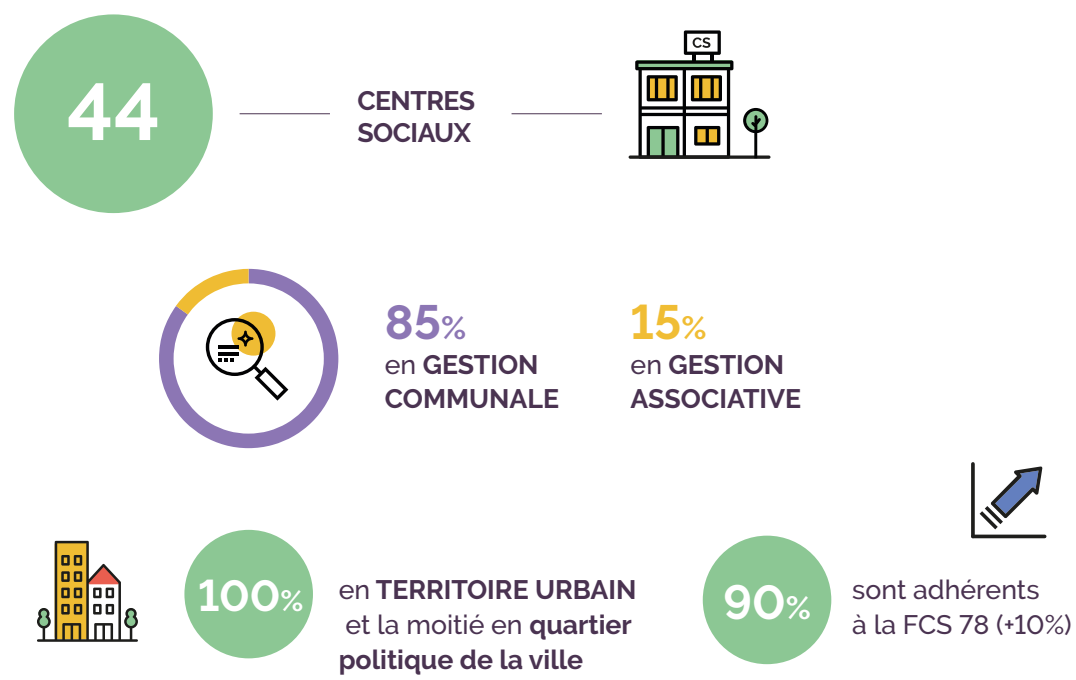 44
CENTRES
SOCIAUX
CS
85%
en GESTION
COMMUNALE
15%
en GESTION
ASSOCIATIVE
100%
en TERRITOIRE URBAIN
et la moitié en quartier
politique de la ville
90%
sont adhérents
à la FCS 78 (+10%)